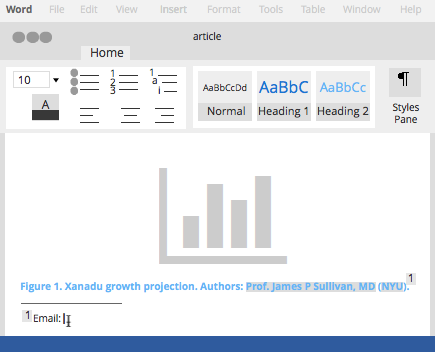 Word File Edit View Insert Format Tools Table Window Help
article
Home
10
A
1
2
3
1
a
i
AaBbCcDd AaBbC AaBbCc
Normal Heading 1 Heading 2
¶
Styles
Pane
Figure 1. Xanadu growth projection. Authors: Prof. James P Sullivan, MD (NYU).1
1 Email: